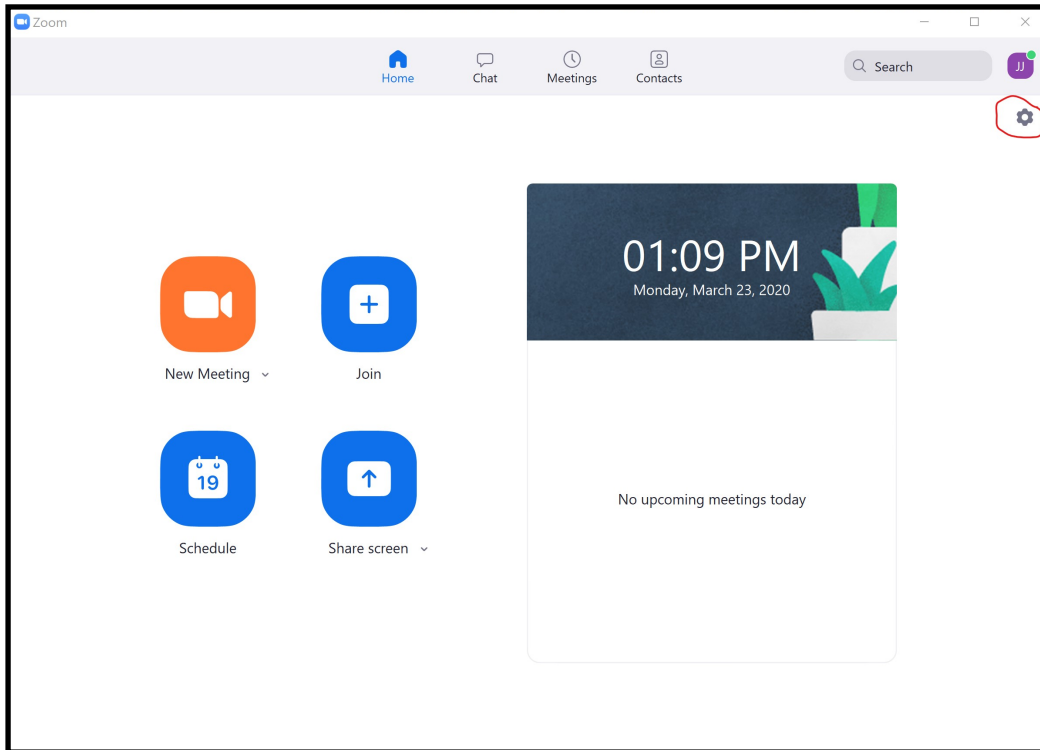 Zoom
Home
Chat
Meetings
Contacts
Search
JJ
01:09 PM
Monday, March 23, 2020
New Meeting
Join
19
Schedule
Share screen
No upcoming meetings today